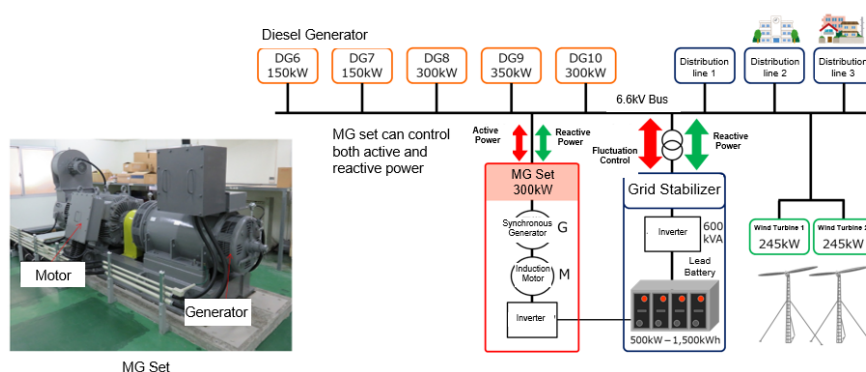 Diesel Generator
DG6
150kW
DG7
150kW
DG8
300kW
DG9
350kW
DG10
300kW
Distribution
line 1
Distribution
line 2
Distribution
line 3
6.6kV Bus
MG set can control
both active and
reactive power
Active
Power
Reactive
Power
Fluctuation
Control
Reactive
Power
MG Set
300kW
Grid Stabilizer
Synchronous
Generator
G
Induction
Motor
M
Inverter
Inverter
600
kVA
Lead
Battery
500kW－1,500kWh
Wind Turbine 1
245kW
Wind Turbine 2
245kW
Motor
Generator
MG Set